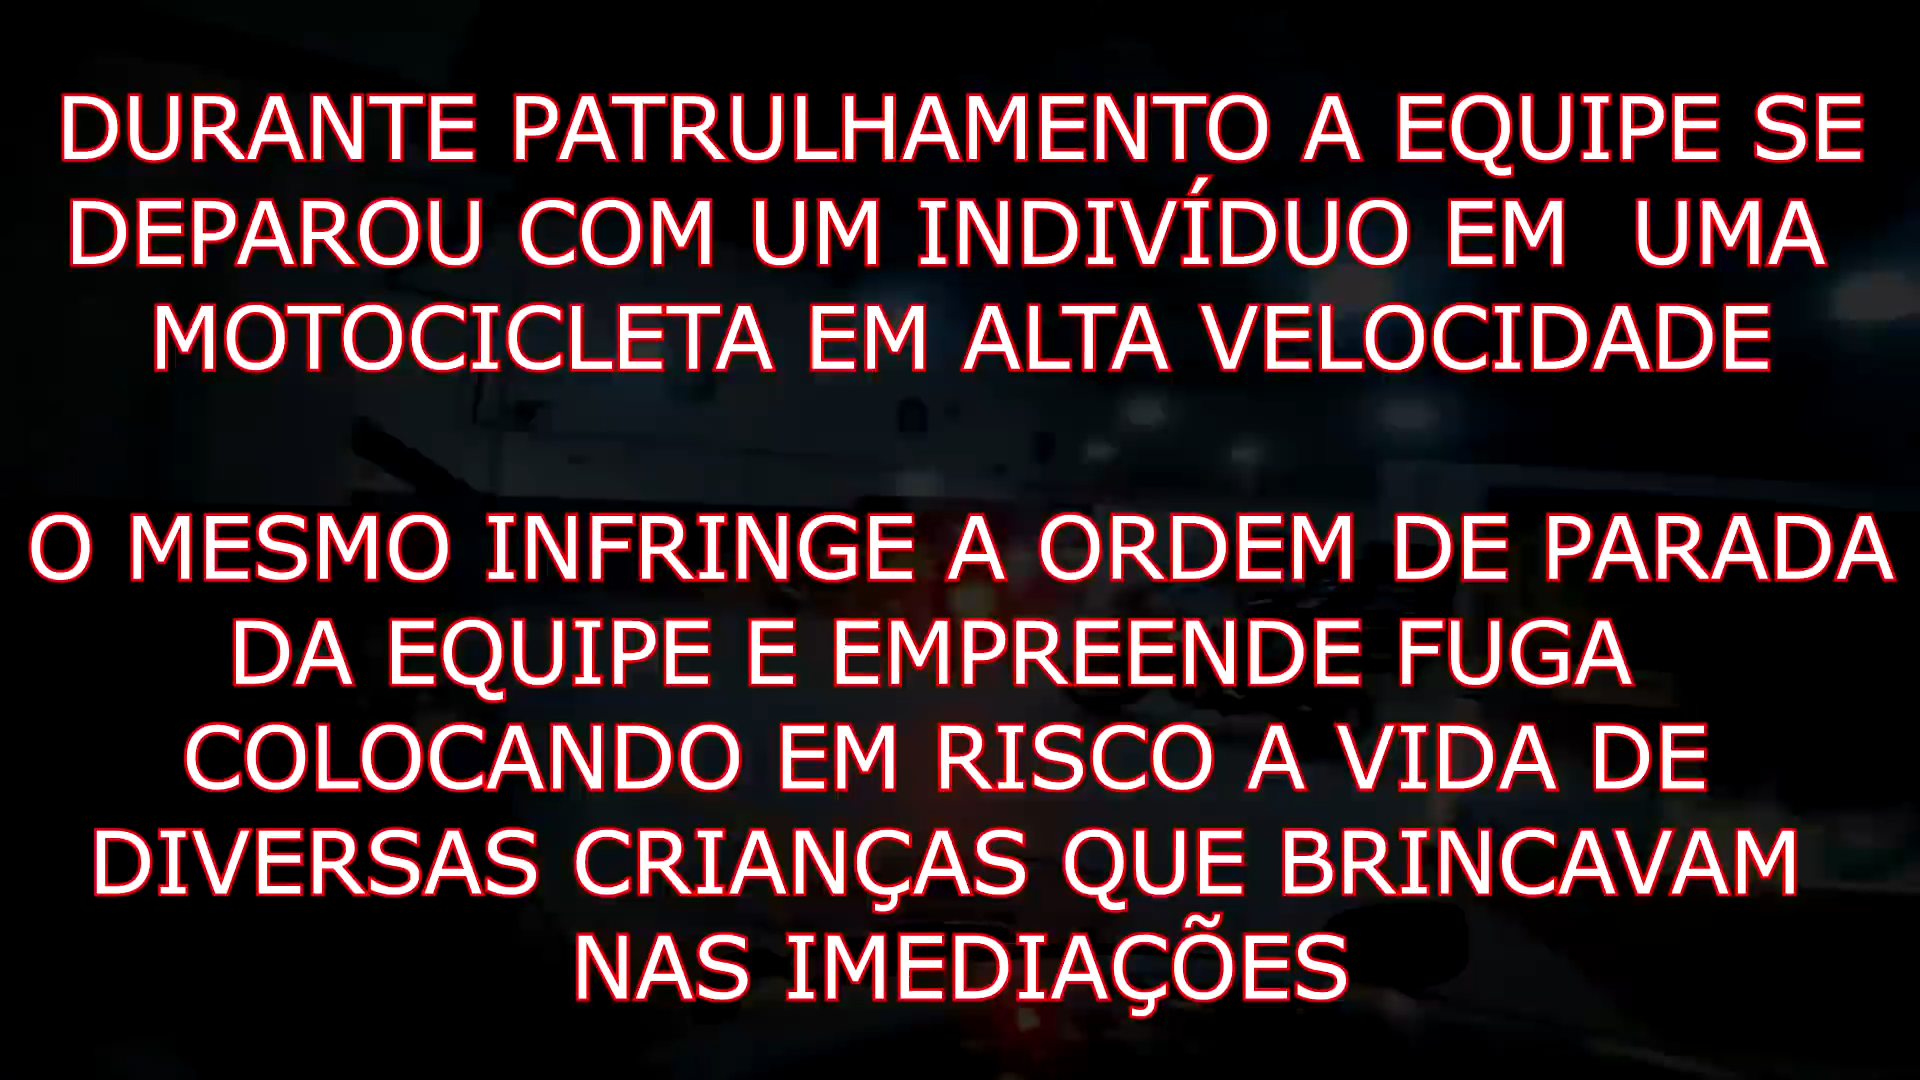 DURANTE PATRULHAMENTO A EQUIPE SE
DEPAROU COM UM INDIVÍDUO EM  UMA
MOTOCICLETA EM ALTA VELOCIDADE
O MESMO INFRINGE A ORDEM DE PARADA
DA EQUIPE E EMPREENDE FUGA
COLOCANDO EM RISCO A VIDA DE
DIVERSAS CRIANÇAS QUE BRINCAVAM
NAS IMEDIAÇÕES